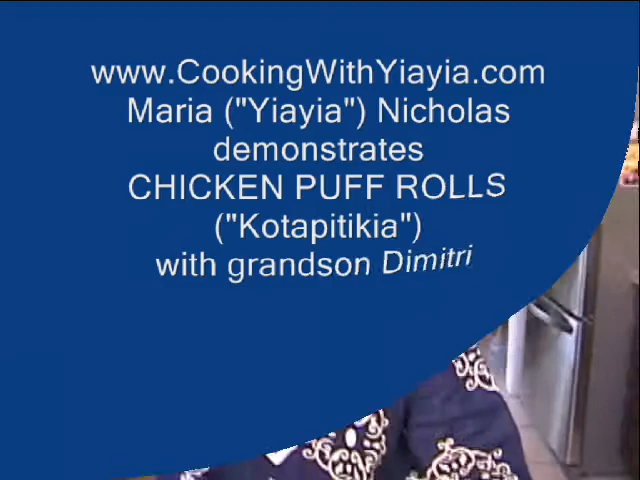 www.CookingWithYiayia.com
Maria ("Yiayia") Nicholas
demonstrates
CHICKEN PUFF ROLLS
("Kotapitikia")
with grandson Dimitri